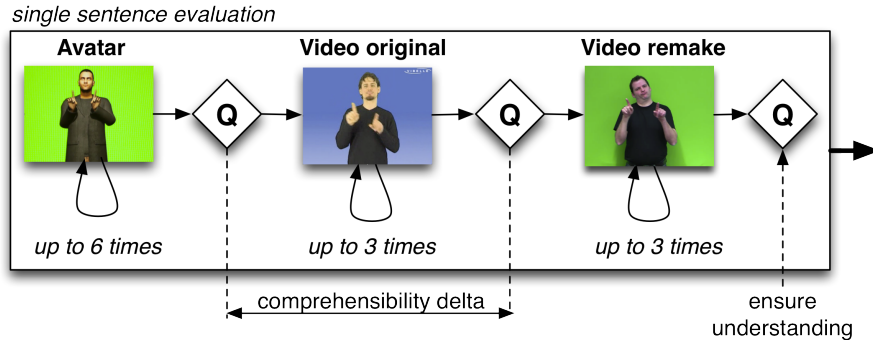 single sentence evaluation
Avatar
Video original
Video remake
Q
Q
Q
up to 6 times
up to 3 times
up to 3 times
comprehensibility delta
ensure
understanding